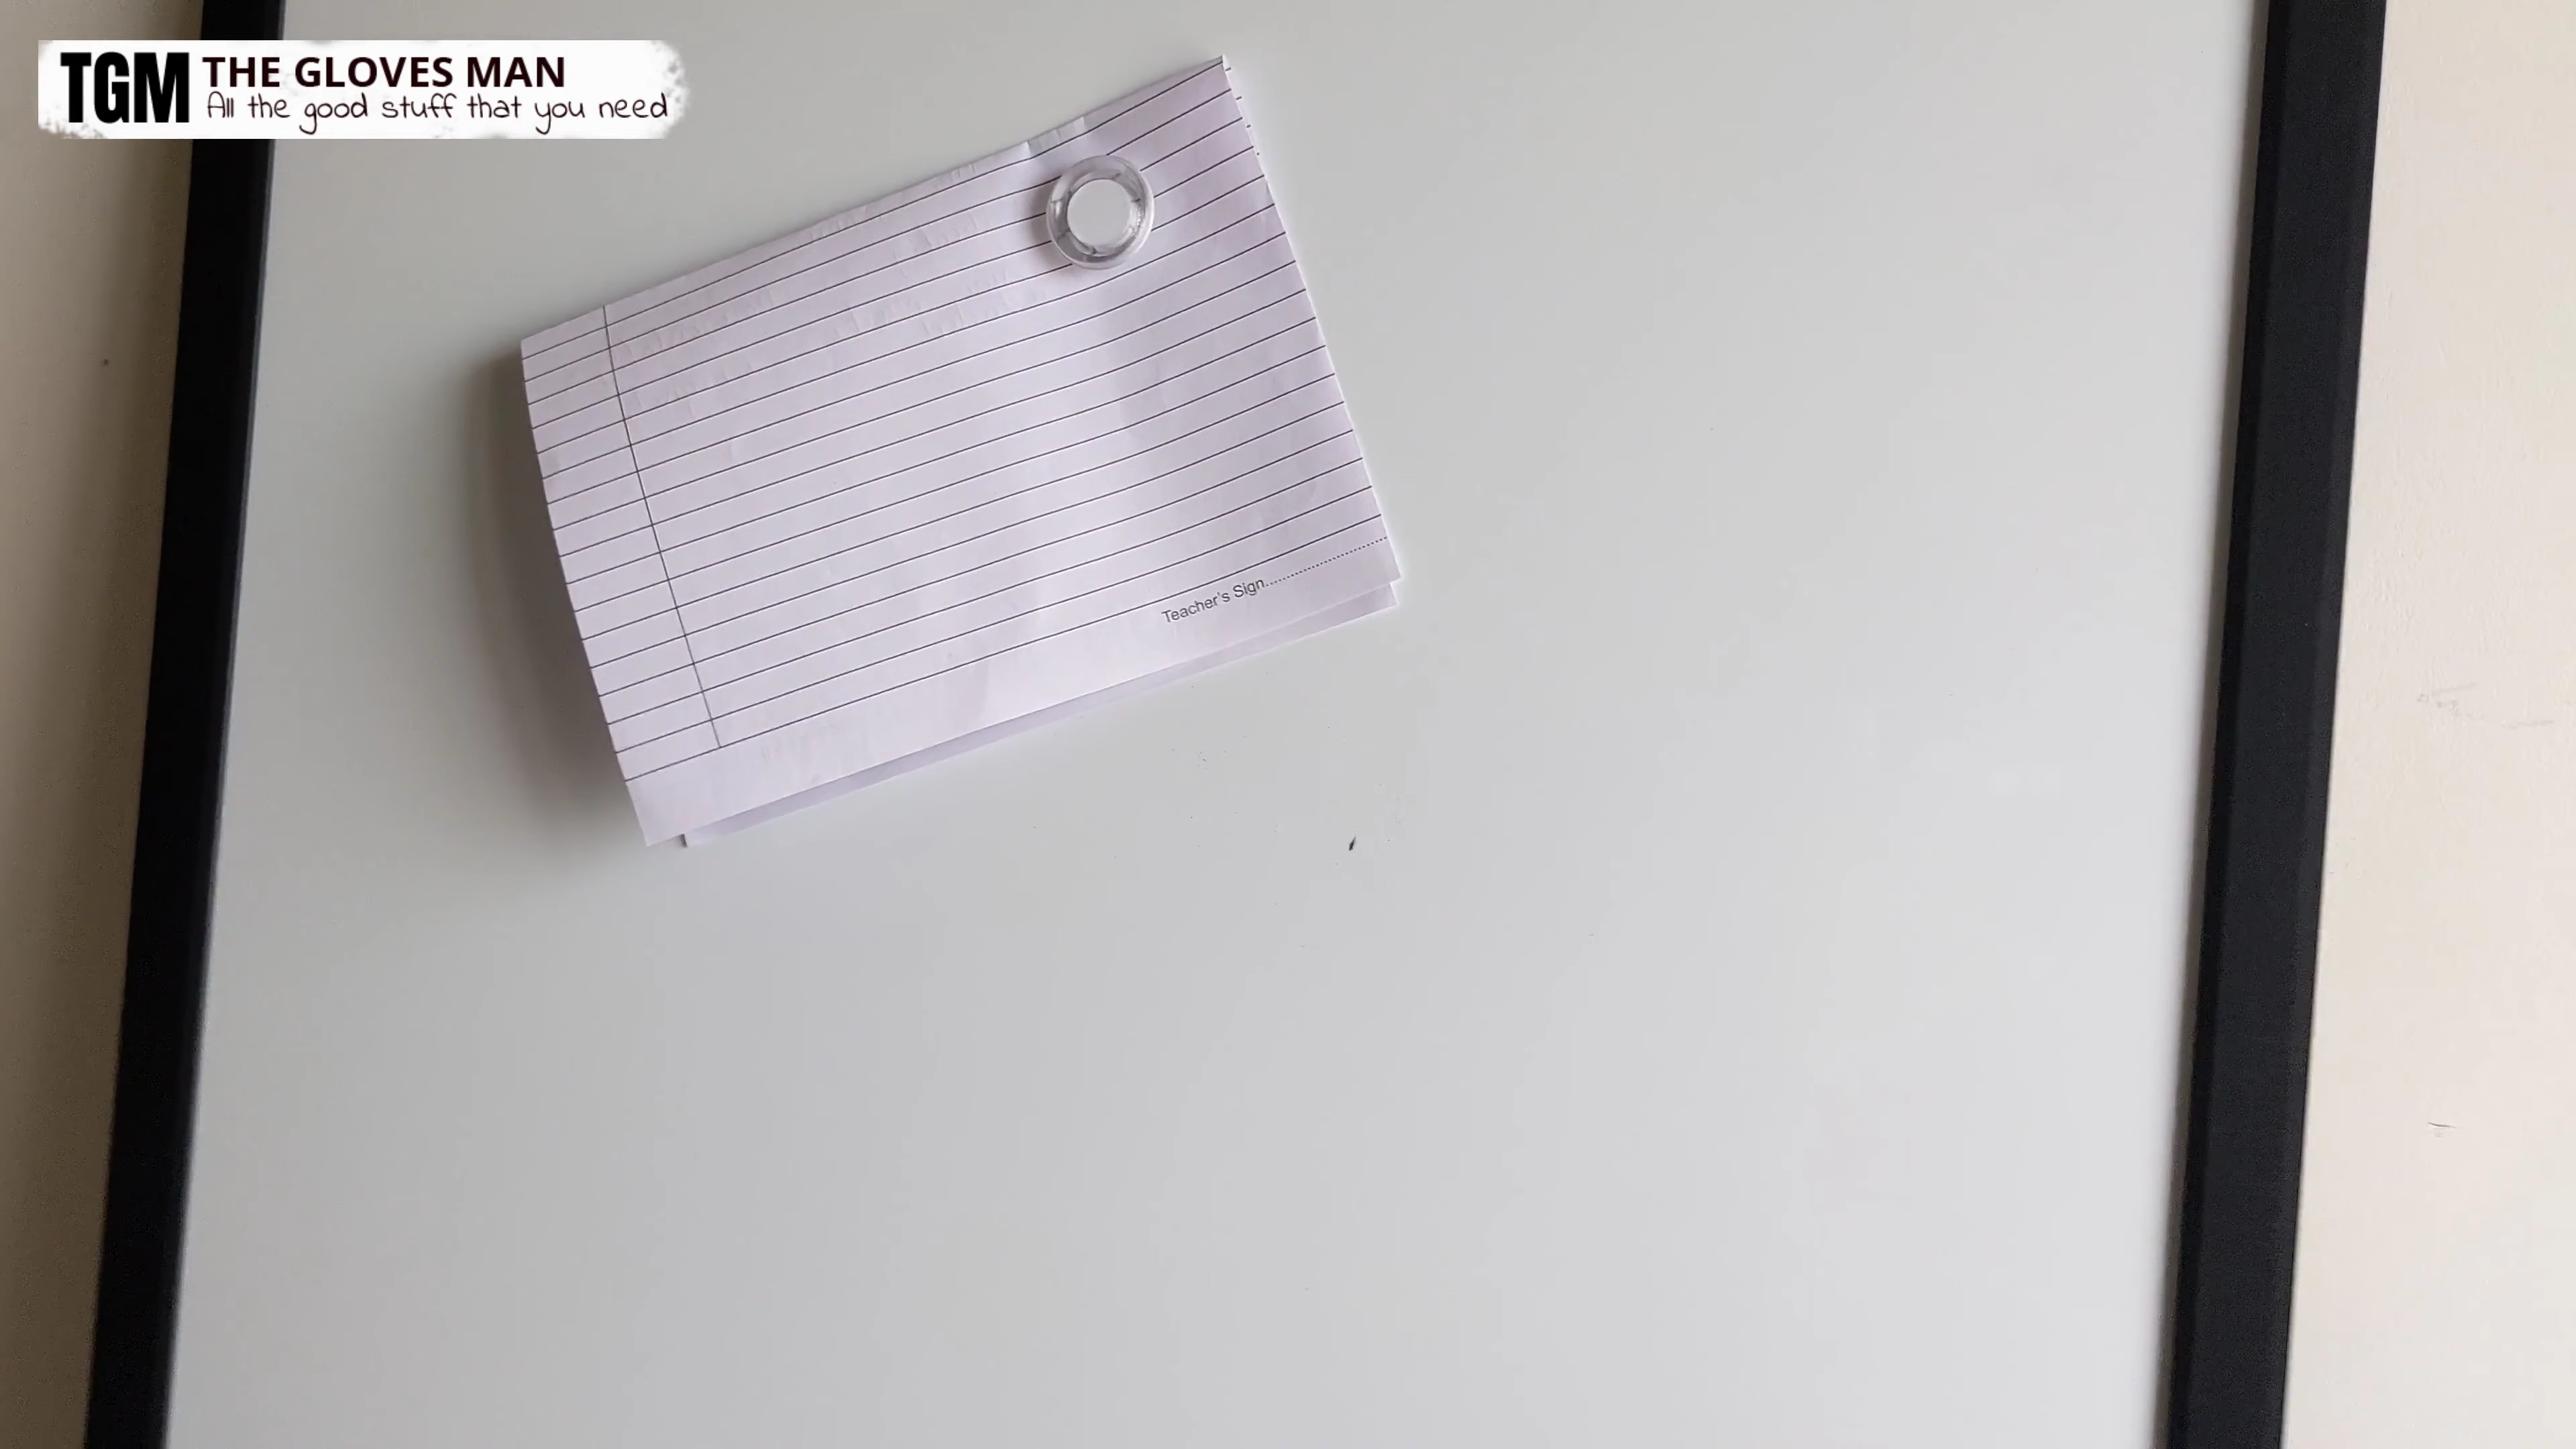 TGM THE GLOVES MAN
All the good stuff that you need
Teacher's Sign....................